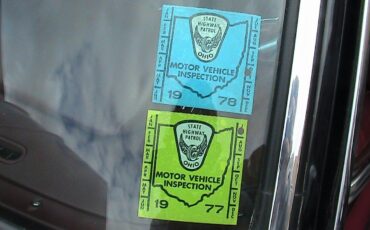 STATE
HIGHWAY
PATROL
OHIO
MOTOR VEHICLE
INSPECTION
19 78
STATE
HIGHWAY
PATROL
OHIO
MOTOR VEHICLE
INSPECTION
19 77